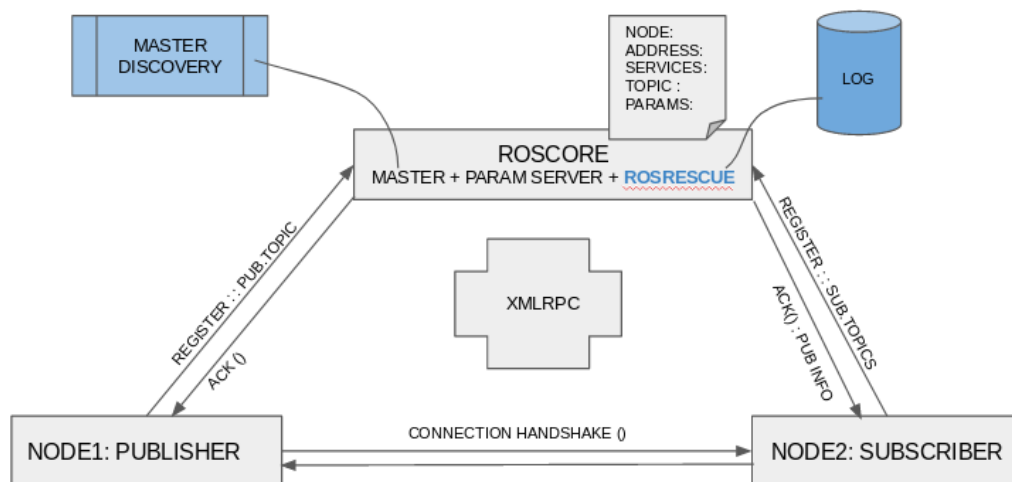 MASTER
DISCOVERY
NODE:
ADDRESS:
SERVICES:
TOPIC :
PARAMS:
LOG
ROSCORE
MASTER + PARAM SERVER + ROSRESCUE
REGISTER : : PUB.TOPIC
ACK ()
XMLRPC
REGISTER : : SUB.TOPICS
ACK() : PUB INFO
NODE1: PUBLISHER
CONNECTION HANDSHAKE ()
NODE2: SUBSCRIBER